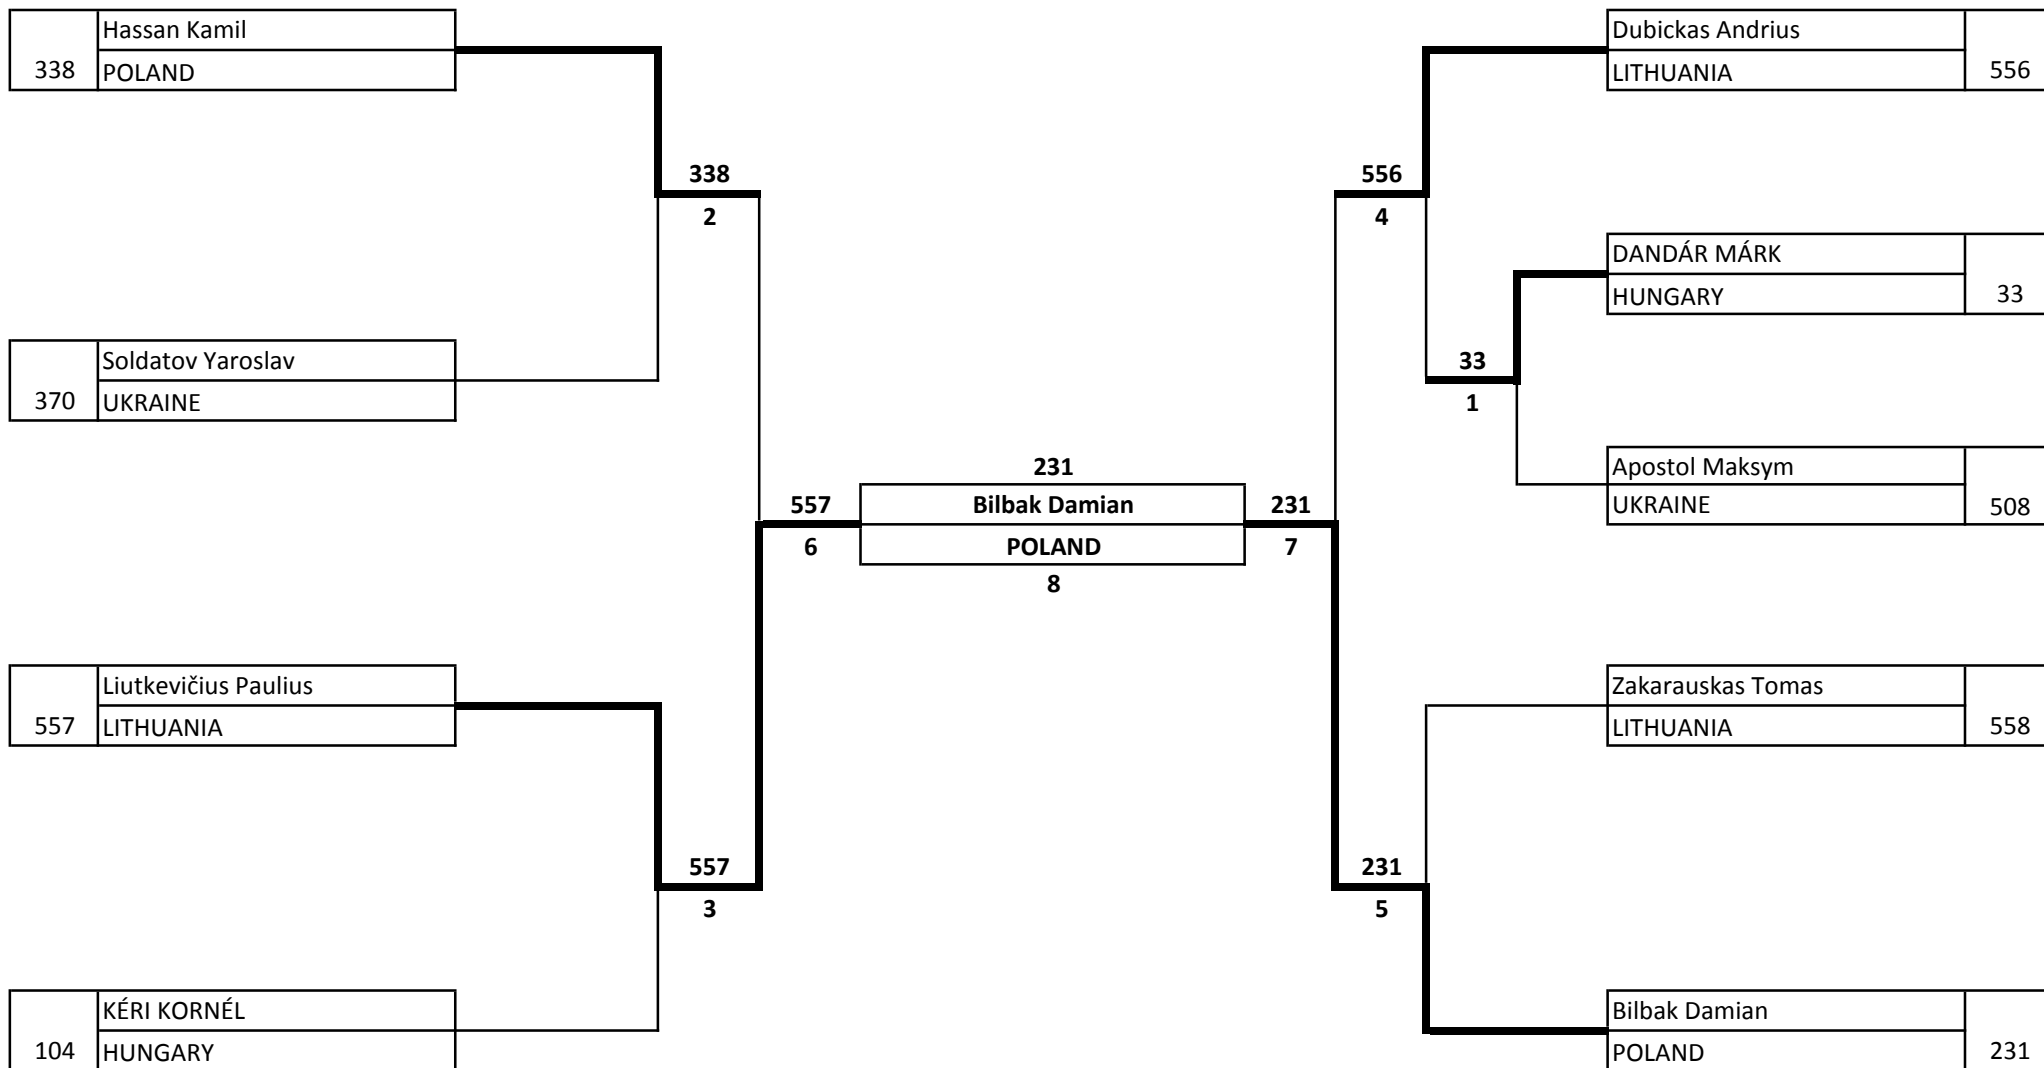 Hassan Kamil
338 POLAND
338
2
Soldatov Yaroslav
370 UKRAINE
Liutkevičius Paulius
557 LITHUANIA
557
3
KÉRI KORNÉL
104 HUNGARY
557
6
231
Bilbak Damian
POLAND
8
231
7
Dubickas Andrius
LITHUANIA 556
556
4
DANDÁR MÁRK
HUNGARY 33
33
1
Apostol Maksym
UKRAINE 508
Zakarauskas Tomas
LITHUANIA 558
231
5
Bilbak Damian
POLAND 231